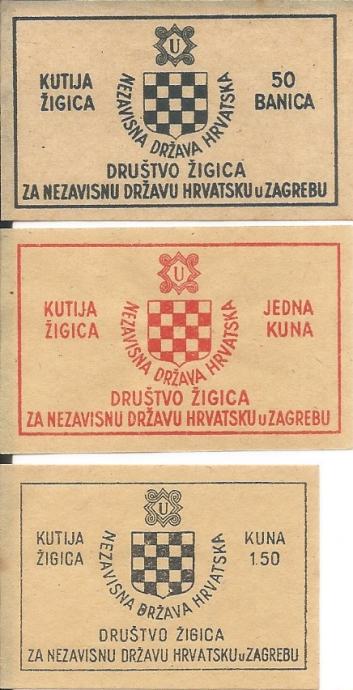 U
KUTIJA ŽIGICA
50 BANICA
NEZAVISNA DRŽAVA HRVATSKA
DRUŠTVO ŽIGICA
ZA NEZAVISNU DRŽAVU HRVATSKU U ZAGREBU
U
KUTIJA ŽIGICA
JEDNA KUNA
NEZAVISNA DRŽAVA HRVATSKA
DRUŠTVO ŽIGICA
ZA NEZAVISNU DRŽAVU HRVATSKU U ZAGREBU
U
KUTIJA ŽIGICA
KUNA 1.50
NEZAVISNA DRŽAVA HRVATSKA
DRUŠTVO ŽIGICA
ZA NEZAVISNU DRŽAVU HRVATSKU U ZAGREBU